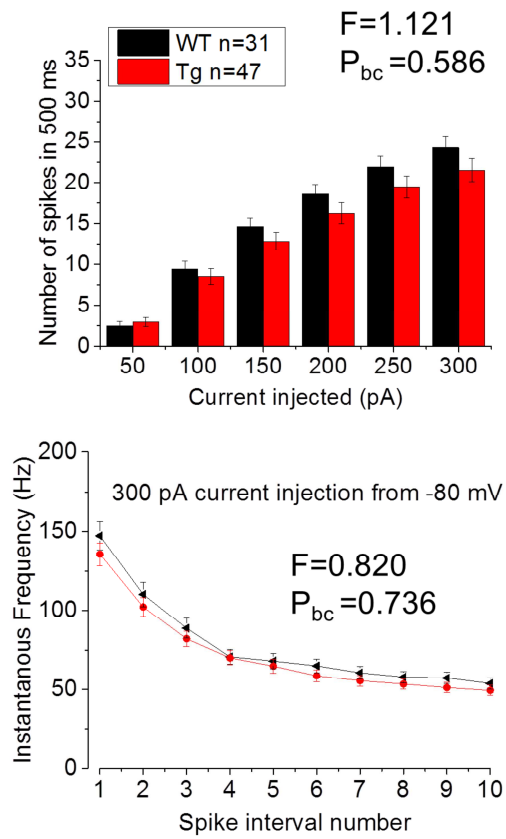 WT n=31
Tg n=47
F=1.121
Pbc =0.586
Number of spikes in 500 ms
35
30
25
20
15
10
5
0
50 100 150 200 250 300
Current injected (pA)
300 pA current injection from -80 mV
F=0.820
Pbc =0.736
Instantanous Frequency (Hz)
200
150
100
50
0
1 2 3 4 5 6 7 8 9 10
Spike interval number